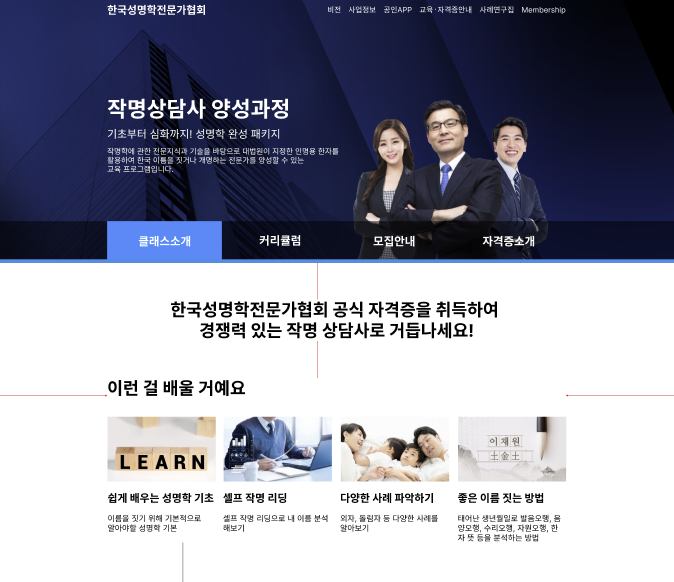 한국성명학전문가협회
비전 사업정보 공인APP 교육·자격증안내 사례연구집 Membership
작명상담사 양성과정
기초부터 심화까지! 성명학 완성 패키지
작명학에 관한 전문지식과 기술을 바탕으로 대법원이 지정한 인명용 한자를
활용하여 한국 이름을 짓거나 개명하는 전문가를 양성할 수 있는
교육 프로그램입니다.
클래스소개 커리큘럼 모집안내 자격증소개
한국성명학전문가협회 공식 자격증을 취득하여
경쟁력 있는 작명 상담사로 거듭나세요!
이런 걸 배울 거예요
LEARN
이재원
土金土
쉽게 배우는 성명학 기초
이름을 짓기 위해 기본적으로
알아야할 성명학 기본
셀프 작명 리딩
셀프 작명 리딩으로 내 이름 분석
해보기
다양한 사례 파악하기
외자, 돌림자 등 다양한 사례를
알아보기
좋은 이름 짓는 방법
태어난 생년월일로 발음오행, 음
양오행, 수리오행, 자원오행, 한
자 뜻 등을 분석하는 방법